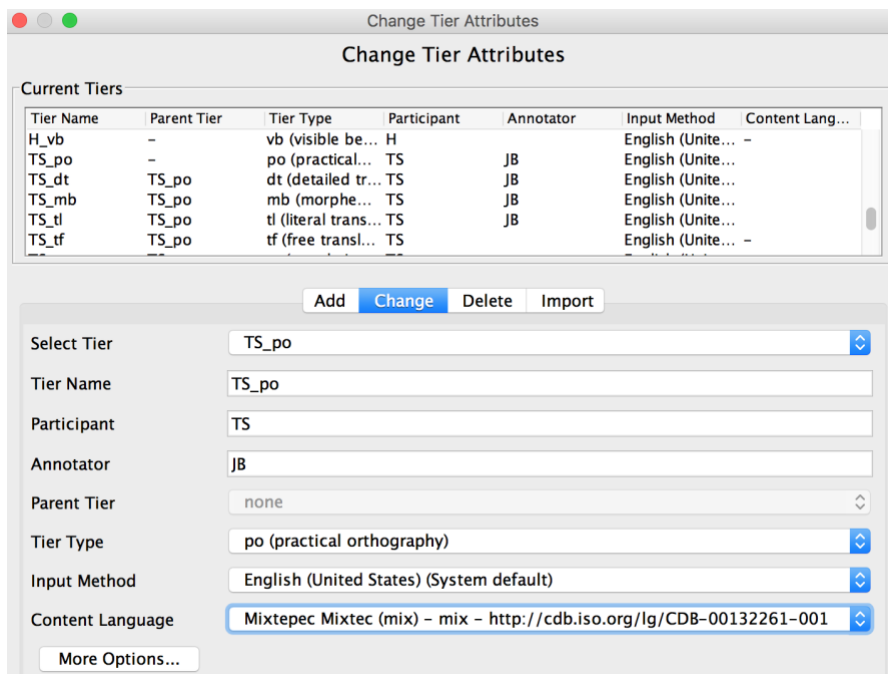 Change Tier Attributes
Change Tier Attributes
Current Tiers
Tier Name Parent Tier Tier Type Participant Annotator Input Method Content Lang...
H_vb – vb (visible be... H English (Unite... –
TS_po – po (practical... TS JB English (Unite...
TS_dt TS_po dt (detailed tr... TS JB English (Unite...
TS_mb TS_po mb (morphe... TS JB English (Unite...
TS_tl TS_po tl (literal trans... TS JB English (Unite...
TS_tf TS_po tf (free transl... TS English (Unite... –
Add Change Delete Import
Select Tier TS_po
Tier Name TS_po
Participant TS
Annotator JB
Parent Tier none
Tier Type po (practical orthography)
Input Method English (United States) (System default)
Content Language Mixtepec Mixtec (mix) – mix – http://cdb.iso.org/lg/CDB-00132261-001
More Options...